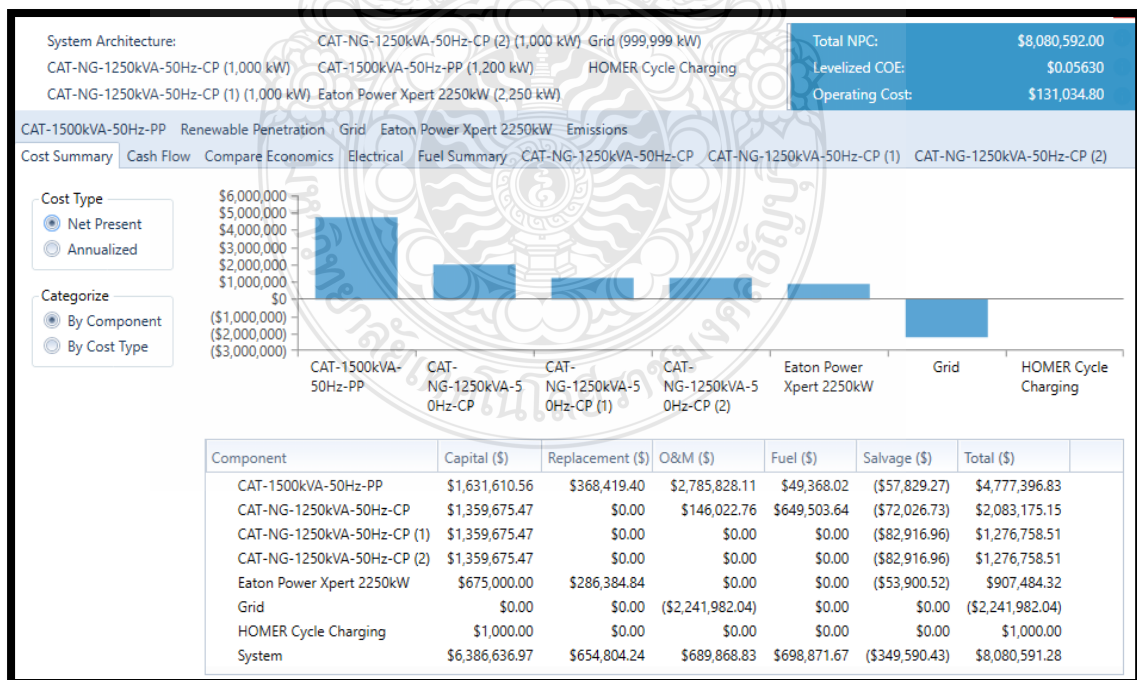 System Architecture: CAT-NG-1250kVA-50Hz-CP (2) (1,000 kW) Grid (999,999 kW)
CAT-NG-1250kVA-50Hz-CP (1,000 kW) CAT-1500kVA-50Hz-PP (1,200 kW) HOMER Cycle Charging
CAT-NG-1250kVA-50Hz-CP (1) (1,000 kW) Eaton Power Xpert 2250kW (2,250 kW)
Total NPC: $8,080,592.00
Levelized COE: $0.05630
Operating Cost: $131,034.80
CAT-1500kVA-50Hz-PP Renewable Penetration Grid Eaton Power Xpert 2250kW Emissions
Cost Summary Cash Flow Compare Economics Electrical Fuel Summary CAT-NG-1250kVA-50Hz-CP CAT-NG-1250kVA-50Hz-CP (1) CAT-NG-1250kVA-50Hz-CP (2)
Cost Type
Net Present
Annualized
Categorize
By Component
By Cost Type
$6,000,000
$5,000,000
$4,000,000
$3,000,000
$2,000,000
$1,000,000
$0
($1,000,000)
($2,000,000)
($3,000,000)
CAT-1500kVA-
50Hz-PP
CAT-
NG-1250kVA-5
0Hz-CP
CAT-
NG-1250kVA-5
0Hz-CP (1)
CAT-
NG-1250kVA-5
0Hz-CP (2)
Eaton Power
Xpert 2250kW
Grid
HOMER Cycle
Charging
Component Capital ($) Replacement ($) O&M ($) Fuel ($) Salvage ($) Total ($)
CAT-1500kVA-50Hz-PP $1,631,610.56 $368,419.40 $2,785,828.11 $49,368.02 ($57,829.27) $4,777,396.83
CAT-NG-1250kVA-50Hz-CP $1,359,675.47 $0.00 $146,022.76 $649,503.64 ($72,026.73) $2,083,175.15
CAT-NG-1250kVA-50Hz-CP (1) $1,359,675.47 $0.00 $0.00 $0.00 ($82,916.96) $1,276,758.51
CAT-NG-1250kVA-50Hz-CP (2) $1,359,675.47 $0.00 $0.00 $0.00 ($82,916.96) $1,276,758.51
Eaton Power Xpert 2250kW $675,000.00 $286,384.84 $0.00 $0.00 ($53,900.52) $907,484.32
Grid $0.00 $0.00 ($2,241,982.04) $0.00 $0.00 ($2,241,982.04)
HOMER Cycle Charging $1,000.00 $0.00 $0.00 $0.00 $0.00 $1,000.00
System $6,386,636.97 $654,804.24 $689,868.83 $698,871.67 ($349,590.43) $8,080,591.28